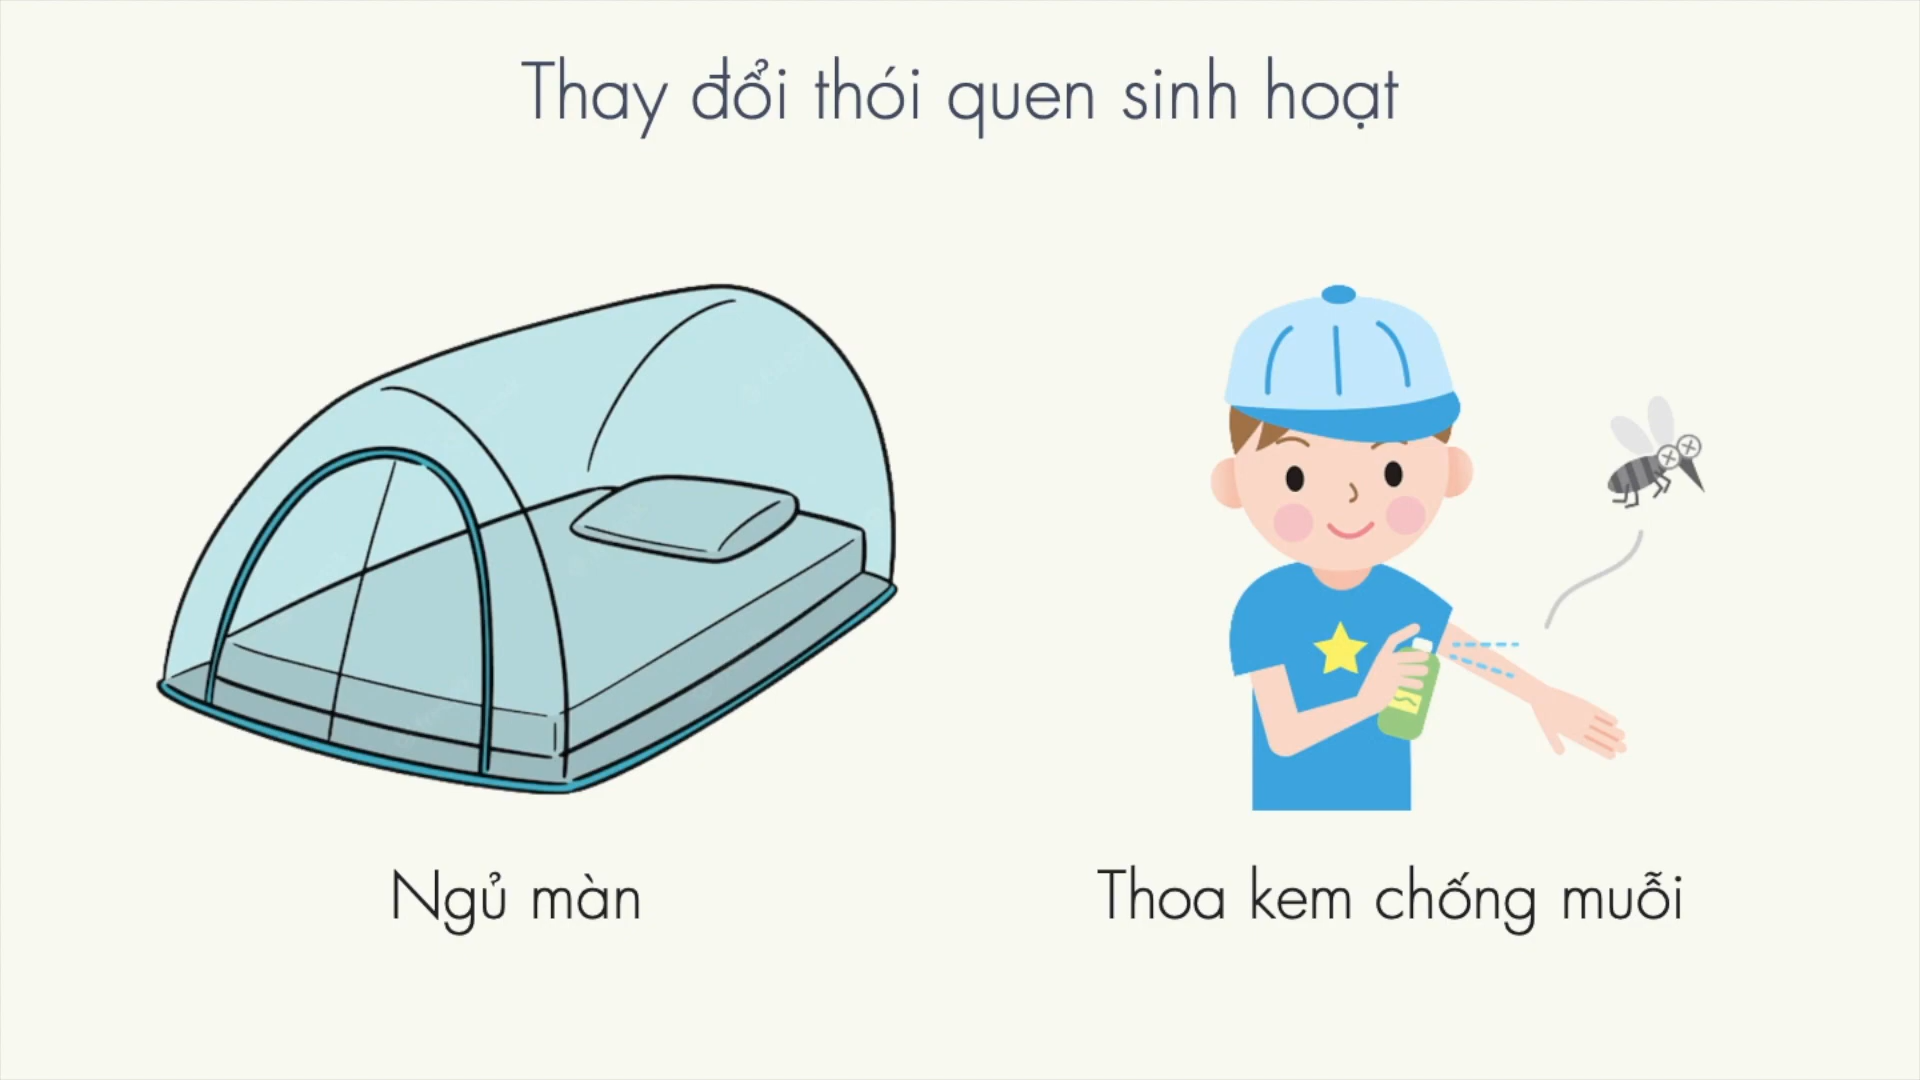 Thay đổi thói quen sinh hoạt
Ngủ màn
Thoa kem chống muỗi